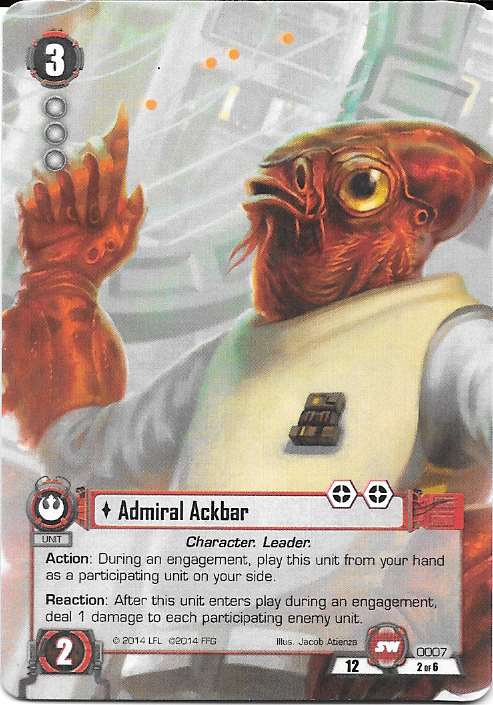 3
♦ Admiral Ackbar
UNIT
Character. Leader.
Action: During an engagement, play this unit from your hand
as a participating unit on your side.
Reaction: After this unit enters play during an engagement,
deal 1 damage to each participating enemy unit.
2
© 2014 LFL ©2014 FFG
Illus. Jacob Atienza
12
SW
0007
2 OF 6